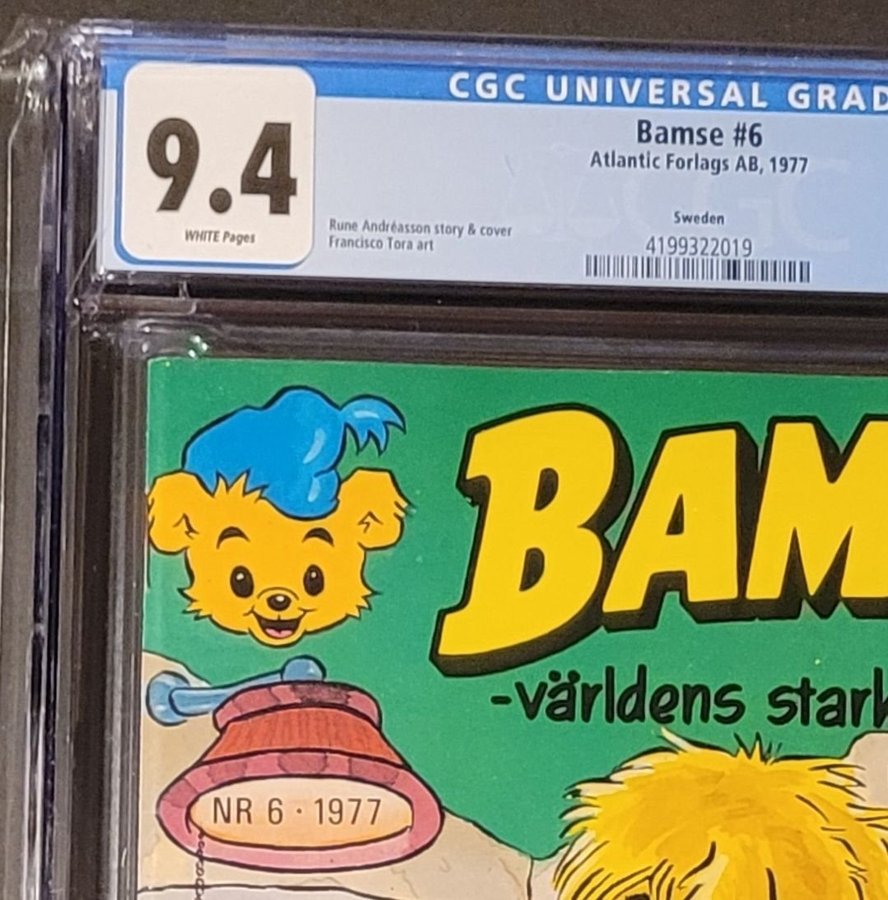 CGC UNIVERSAL GRAD
9.4
WHITE Pages
Bamse #6
Atlantic Forlags AB, 1977
Sweden
Rune Andréasson story & cover
Francisco Tora art
4199322019
BAM
-världens stark
NR 6 · 1977